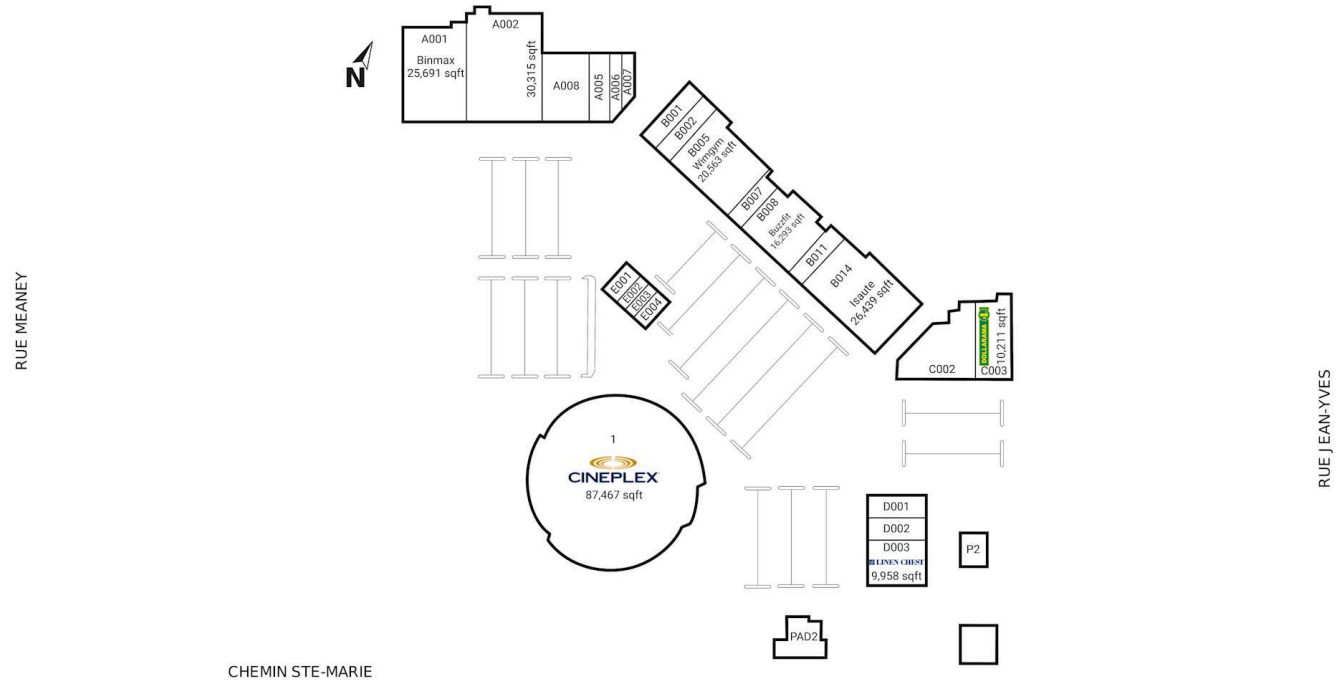 A001
Binmax
25,691 sqft
A002
30,315 sqft
A008
A005
A006
A007
N
B001
B002
B005
Wimgym
20,563 sqft
B007
B008
Buzzfit
16,293 sqft
B011
B014
Isaute
26,439 sqft
E001
E002
E003
E004
C002
DOLLARAMA
10,211 sqft
C003
RUE MEANEY
RUE JEAN-YVES
1
CINEPLEX
87,467 sqft
D001
D002
D003
LINEN CHEST
9,958 sqft
P2
PAD2
CHEMIN STE-MARIE